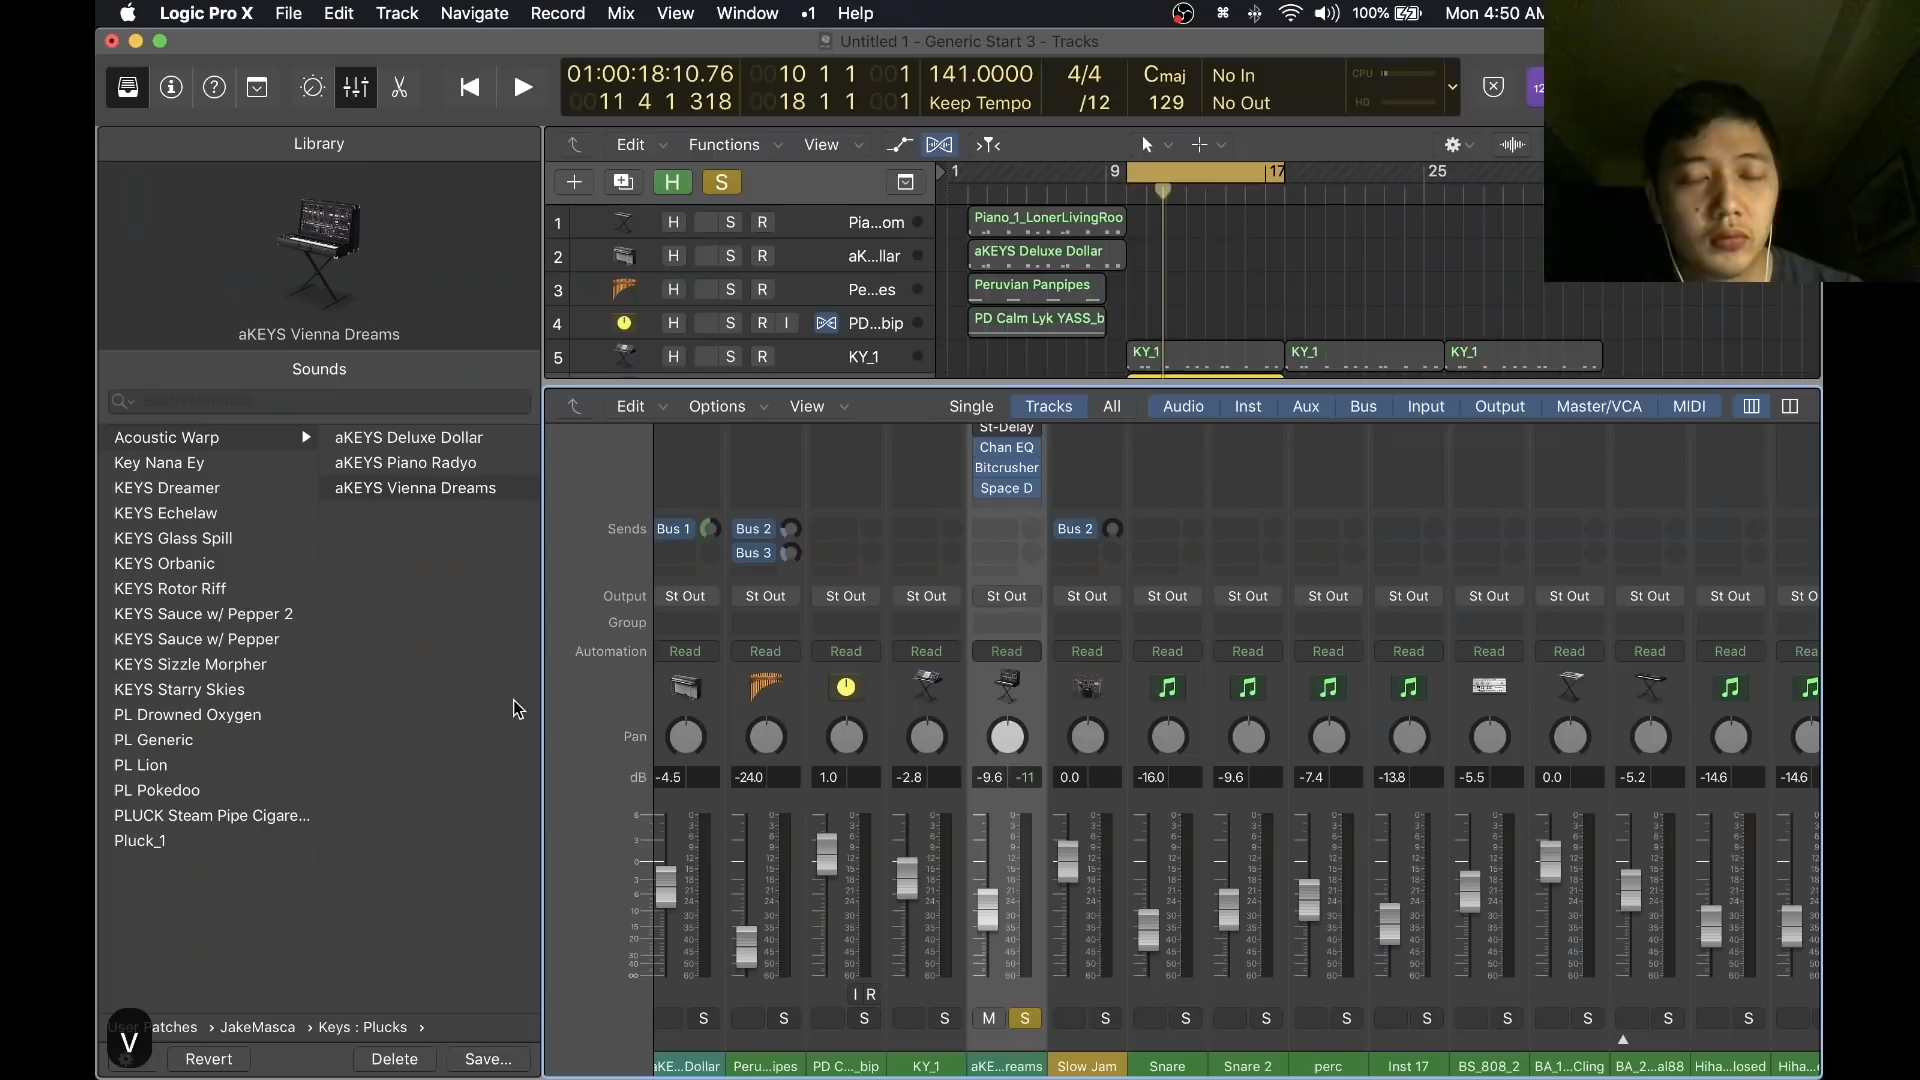 Logic Pro X File Edit Track Navigate Record Mix View Window •1 Help 100% Mon 4:50 AM
Untitled 1 - Generic Start 3 - Tracks
01:00:18:10.76 0010 1 1 001 141.0000 4/4 Cmaj No In CPU
0011 4 1 318 0018 1 1 001 Keep Tempo /12 129 No Out HD
12
Library
Edit Functions View
H S
1 9 17 25
aKEYS Vienna Dreams
Sounds
1 H S R Pia...om Piano_1_LonerLivingRoo
2 H S R aK...llar aKEYS Deluxe Dollar
3 H S R Pe...es Peruvian Panpipes
4 H S R I PD...bip PD Calm Lyk YASS_b
5 H S R KY_1 KY_1 KY_1 KY_1
Edit Options View Single Tracks All Audio Inst Aux Bus Input Output Master/VCA MIDI
Acoustic Warp
Key Nana Ey
KEYS Dreamer
KEYS Echelaw
KEYS Glass Spill
KEYS Orbanic
KEYS Rotor Riff
KEYS Sauce w/ Pepper 2
KEYS Sauce w/ Pepper
KEYS Sizzle Morpher
KEYS Starry Skies
PL Drowned Oxygen
PL Generic
PL Lion
PL Pokedoo
PLUCK Steam Pipe Cigare...
Pluck_1
aKEYS Deluxe Dollar
aKEYS Piano Radyo
aKEYS Vienna Dreams
St-Delay
Chan EQ
Bitcrusher
Space D
Sends Bus 1 Bus 2 Bus 2
Bus 3
Output St Out St Out St Out St Out St Out St Out St Out St Out St Out St Out St Out St Out St Out St Out St O
Group
Automation Read Read Read Read Read Read Read Read Read Read Read Read Read Read Rea
Pan
dB -4.5 -24.0 1.0 -2.8 -9.6 -11 0.0 -16.0 -9.6 -7.4 -13.8 -5.5 0.0 -5.2 -14.6 -14.6
I R
S S S S M S S S S S S S S S S
Patches › JakeMasca › Keys : Plucks ›
V
Revert Delete Save...
aKE...Dollar Peru...ipes PD C..._bip KY_1 aKE...reams Slow Jam Snare Snare 2 perc Inst 17 BS_808_2 BA_1...Cling BA_2...al88 Hiha...losed Hiha...